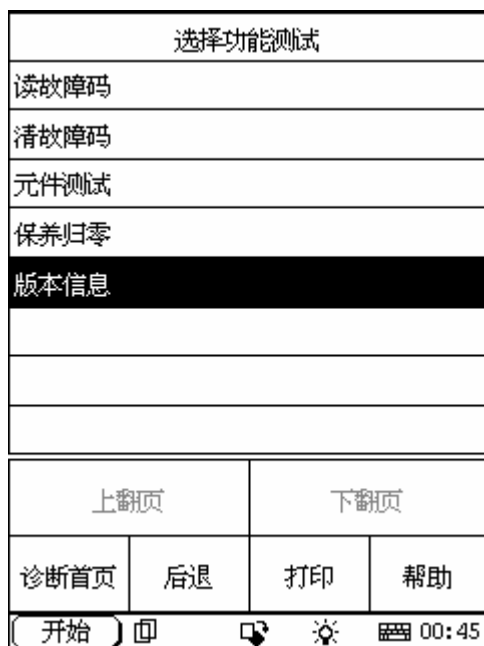 选择功能测试
读故障码
清故障码
元件测试
保养归零
版本信息
上翻页 下翻页
诊断首页 后退 打印 帮助
开始 00:45